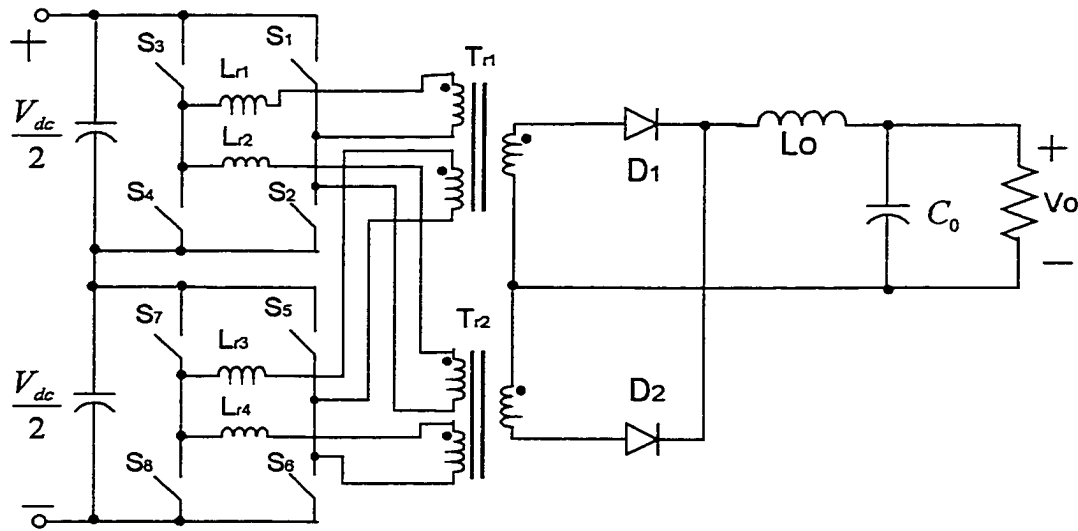 +
S3
S1
Lr1
Tr1
Vdc
2
Lr2
D1
Lo
+
S4
S2
C0
Vo
−
S7
S5
Lr3
Tr2
Vdc
2
Lr4
D2
S8
S6
−